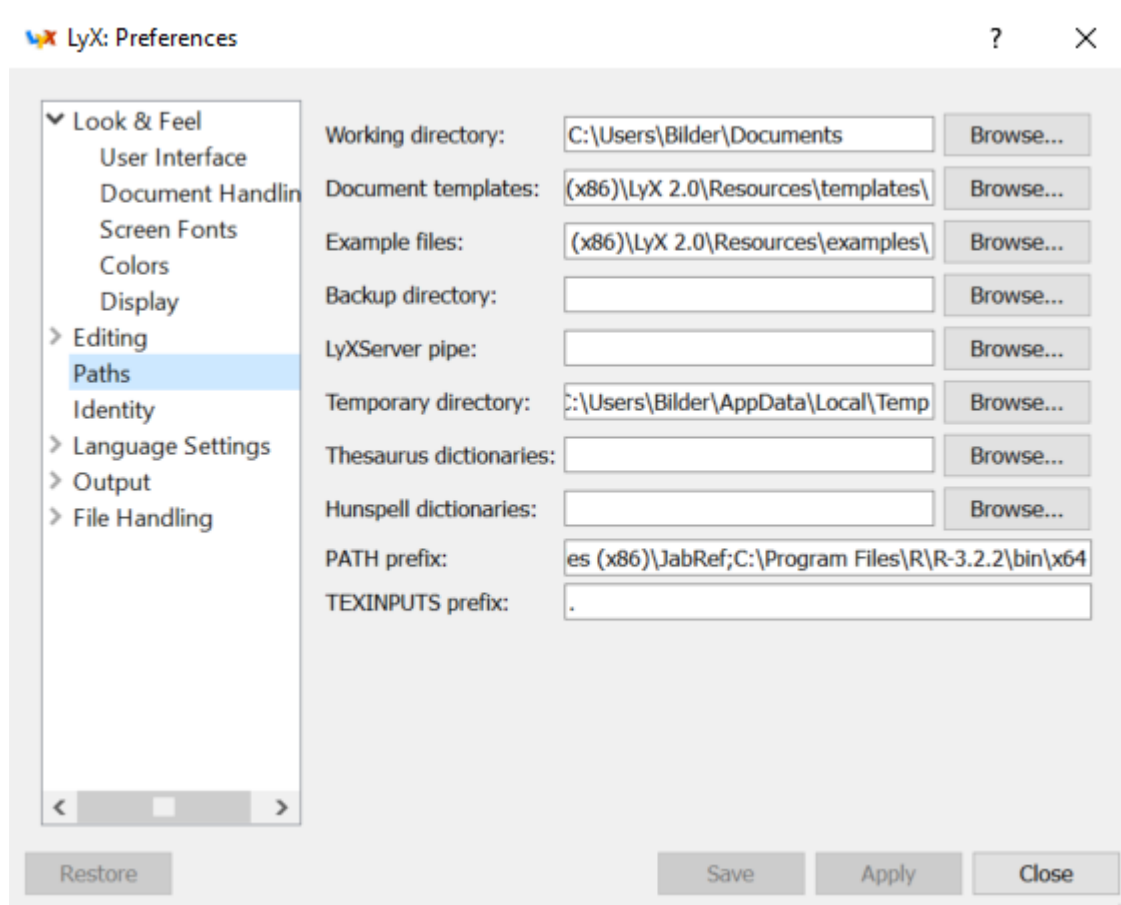 LyX: Preferences
?
Look & Feel
User Interface
Document Handlin
Screen Fonts
Colors
Display
Editing
Paths
Identity
Language Settings
Output
File Handling
Working directory: C:\Users\Bilder\Documents Browse...
Document templates: (x86)\LyX 2.0\Resources\templates\ Browse...
Example files: (x86)\LyX 2.0\Resources\examples\ Browse...
Backup directory: Browse...
LyXServer pipe: Browse...
Temporary directory: C:\Users\Bilder\AppData\Local\Temp Browse...
Thesaurus dictionaries: Browse...
Hunspell dictionaries: Browse...
PATH prefix: es (x86)\JabRef;C:\Program Files\R\R-3.2.2\bin\x64
TEXINPUTS prefix: .
Restore Save Apply Close